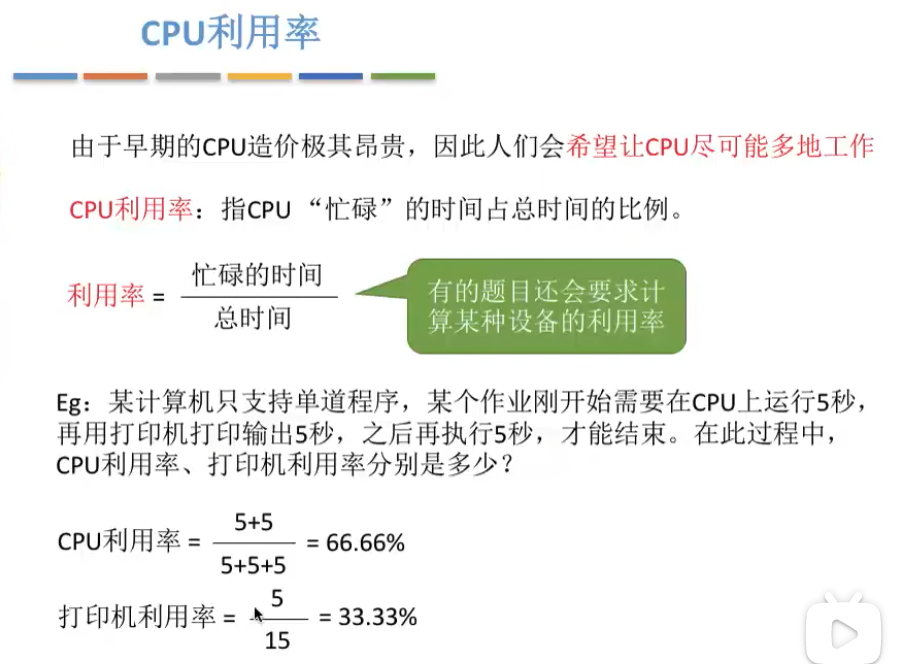 CPU利用率
由于早期的CPU造价极其昂贵，因此人们会希望让CPU尽可能多地工作
CPU利用率：指CPU “忙碌”的时间占总时间的比例。
利用率 =
忙碌的时间
总时间
有的题目还会要求计
算某种设备的利用率
Eg：某计算机只支持单道程序，某个作业刚开始需要在CPU上运行5秒，
再用打印机打印输出5秒，之后再执行5秒，才能结束。在此过程中，
CPU利用率、打印机利用率分别是多少？
CPU利用率 =
5+5
5+5+5
= 66.66%
打印机利用率 =
5
15
= 33.33%